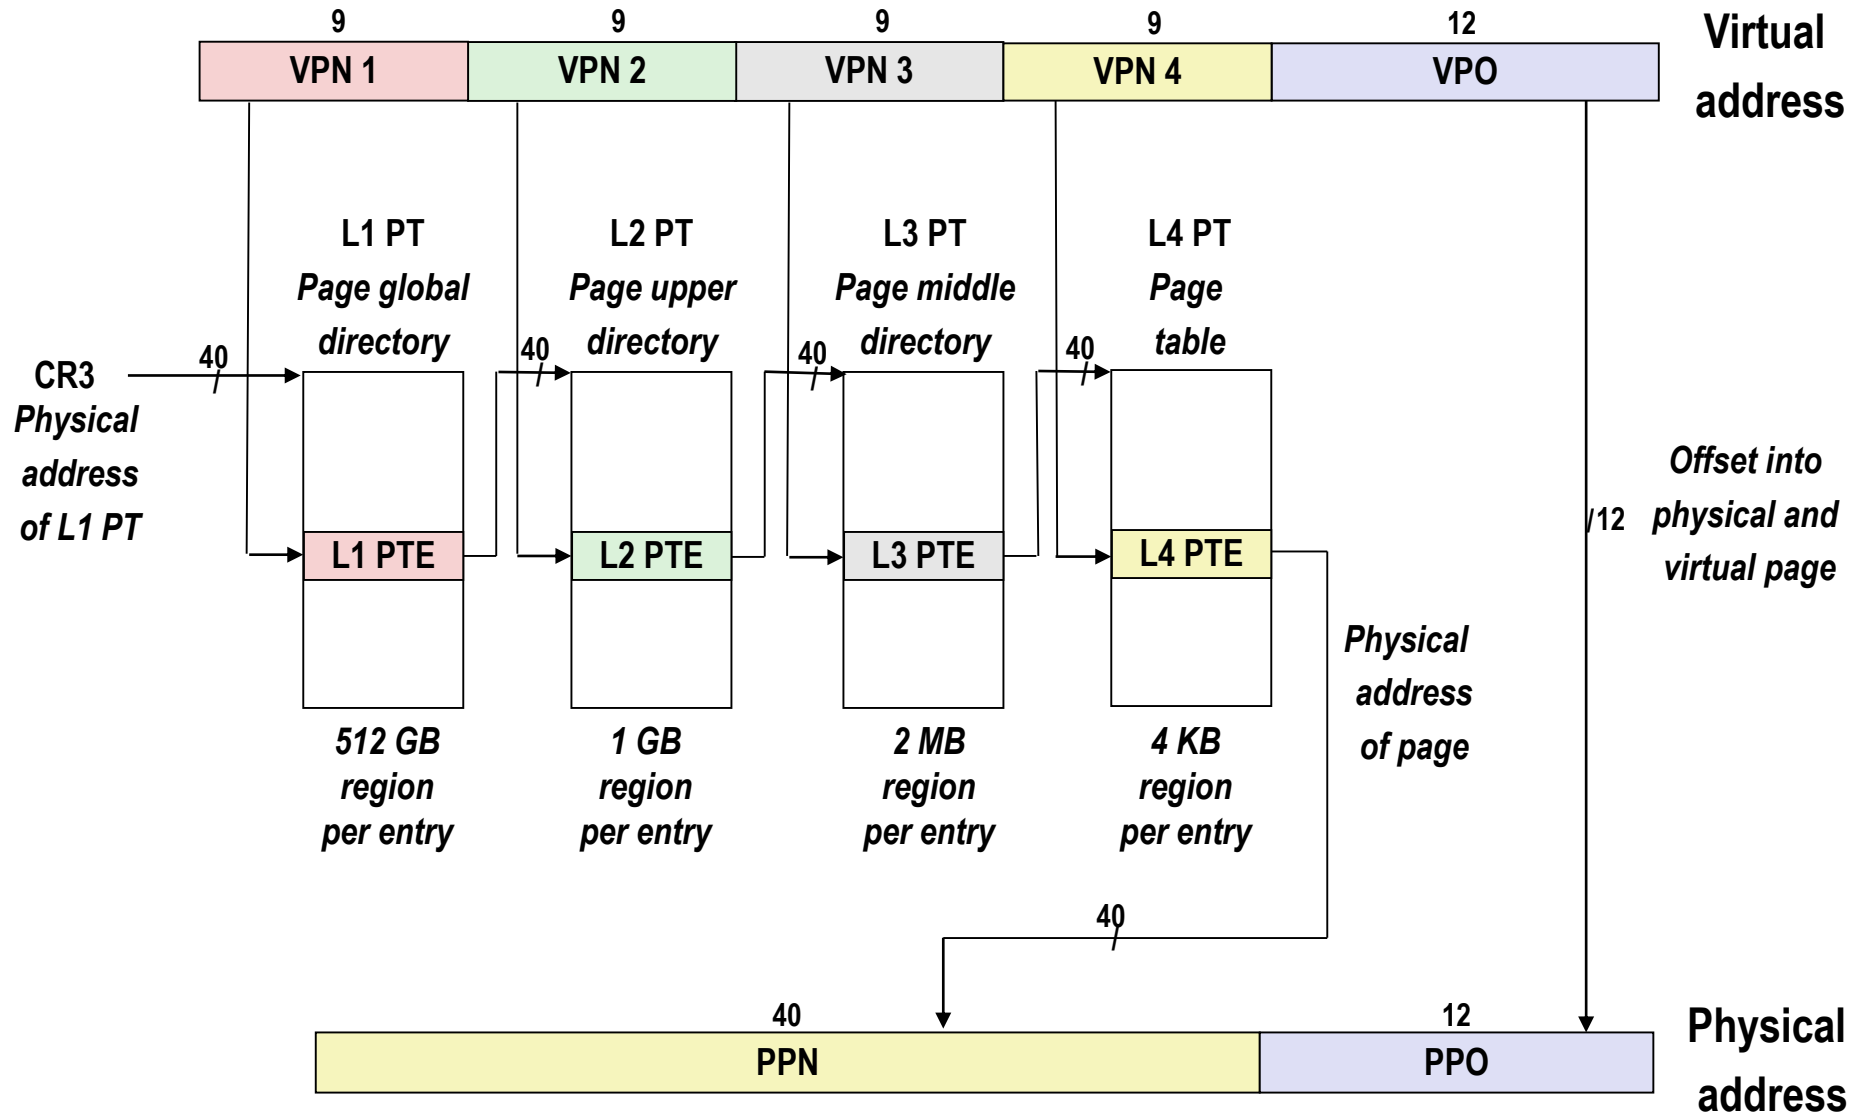 9 9 9 9 12
VPN 1 VPN 2 VPN 3 VPN 4 VPO
Virtual
address
L1 PT
Page global
directory
L2 PT
Page upper
directory
L3 PT
Page middle
directory
L4 PT
Page
table
CR3
Physical
address
of L1 PT
40 40 40 40
L1 PTE L2 PTE L3 PTE L4 PTE
12
Offset into
physical and
virtual page
512 GB
region
per entry
1 GB
region
per entry
2 MB
region
per entry
4 KB
region
per entry
Physical
address
of page
40
40 12
PPN PPO
Physical
address